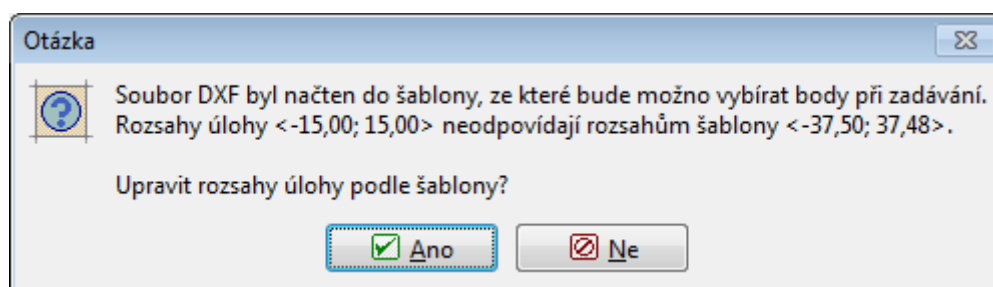 Otázka
Soubor DXF byl načten do šablony, ze které bude možno vybírat body při zadávání.
Rozsahy úlohy <-15,00; 15,00> neodpovídají rozsahům šablony <-37,50; 37,48>.
Upravit rozsahy úlohy podle šablony?
Ano
Ne